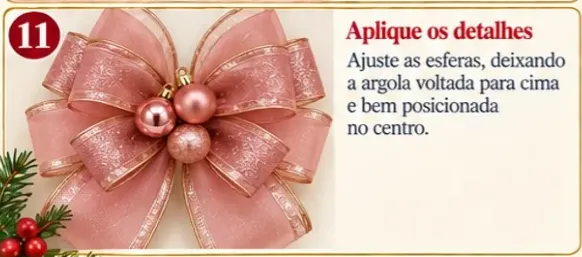 11
Aplique os detalhes
Ajuste as esferas, deixando
a argola voltada para cima
e bem posicionada
no centro.